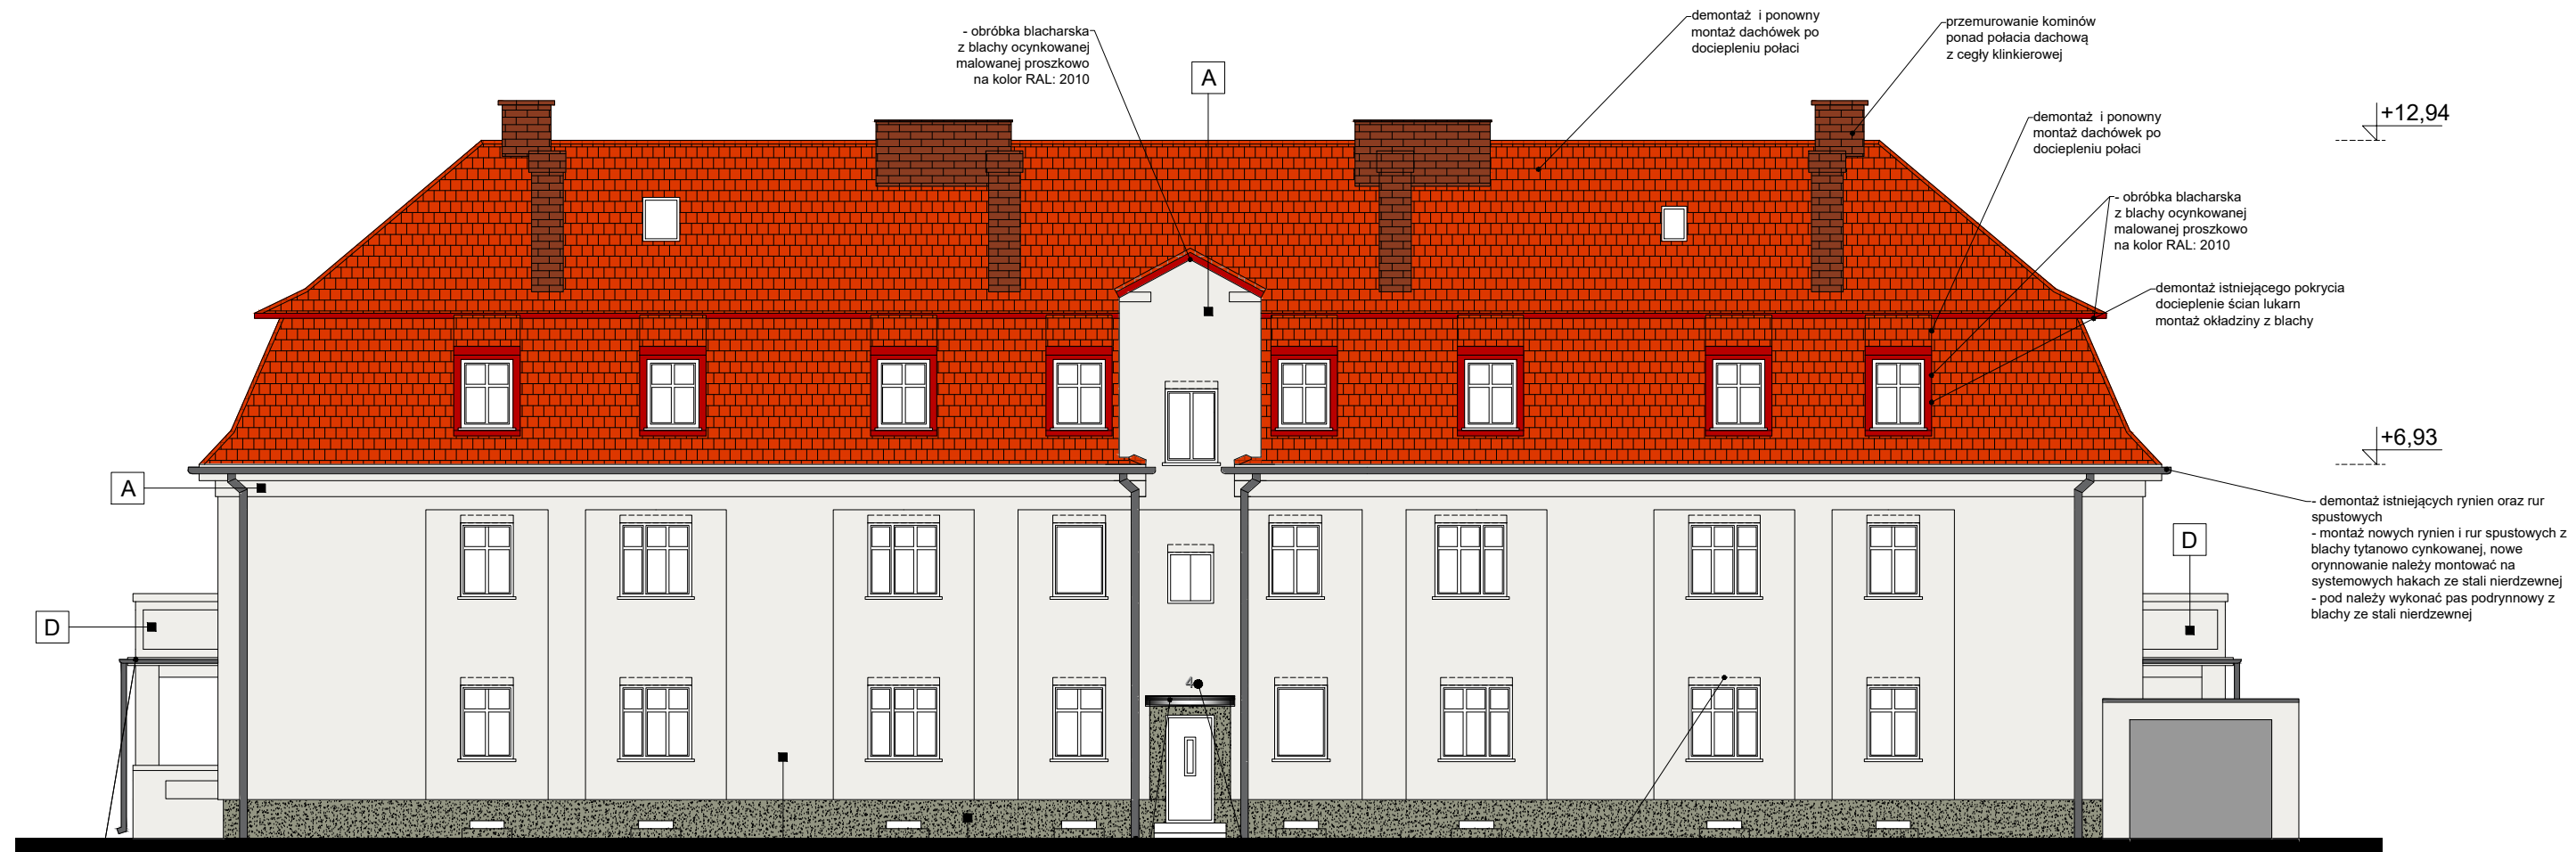 - obróbka blacharska
z blachy ocynkowanej
malowanej proszkowo
na kolor RAL: 2010
A
-demontaż i ponowny
montaż dachówek po
dociepleniu połaci
-przemurowanie kominów
ponad połacia dachową
z cegły klinkierowej
+12,94
-demontaż i ponowny
montaż dachówek po
dociepleniu połaci
- obróbka blacharska
z blachy ocynkowanej
malowanej proszkowo
na kolor RAL: 2010
-demontaż istniejącego pokrycia
docieplenie ścian lukarn
montaż okładziny z blachy
+6,93
A
- demontaż istniejących rynien oraz rur
spustowych
- montaż nowych rynien i rur spustowych z
blachy tytanowo cynkowanej, nowe
orynnowanie należy montować na
systemowych hakach ze stali nierdzewnej
- pod należy wykonać pas podrynnowy z
blachy ze stali nierdzewnej
D
D
4